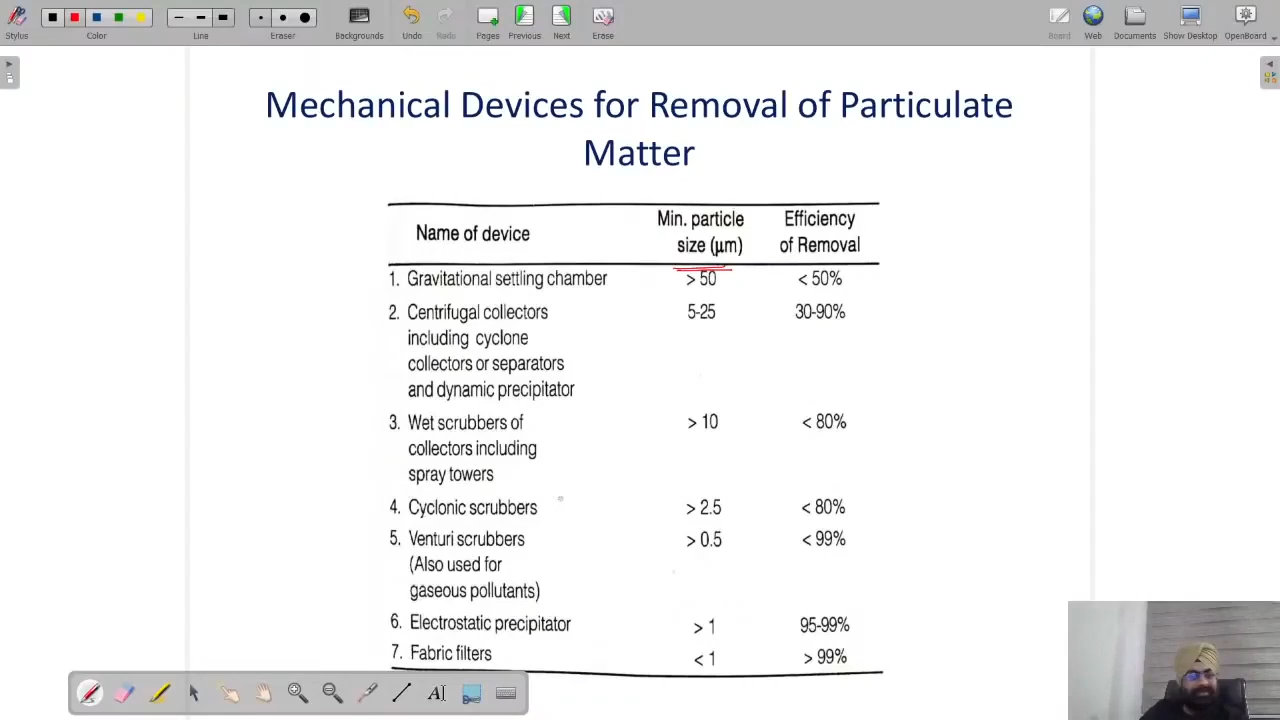 Stylus
Color
Line
Eraser
Backgrounds
Undo
Redo
Pages
Previous
Next
Erase
Board
Web
Documents
Show Desktop
OpenBoard
Mechanical Devices for Removal of Particulate
Matter
Name of device
Min. particle
size (μm)
Efficiency
of Removal
1. Gravitational settling chamber > 50 < 50%
2. Centrifugal collectors 5-25 30-90%
including cyclone
collectors or separators
and dynamic precipitator
3. Wet scrubbers of > 10 < 80%
collectors including
spray towers
4. Cyclonic scrubbers > 2.5 < 80%
5. Venturi scrubbers > 0.5 < 99%
(Also used for
gaseous pollutants)
6. Electrostatic precipitator > 1 95-99%
7. Fabric filters < 1 > 99%